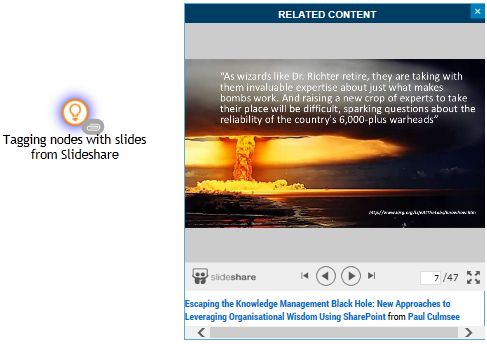 RELATED CONTENT
×
"As wizards like Dr. Richter retire, they are taking with
them invaluable expertise about just what makes
bombs work. And raising a new crop of experts to take
their place will be difficult, sparking questions about the
reliability of the country's 6,000-plus warheads"
Tagging nodes with slides
from Slideshare
slideshare
7 /47
Escaping the Knowledge Management Black Hole: New Approaches to
Leveraging Organisational Wisdom Using SharePoint from Paul Culmsee